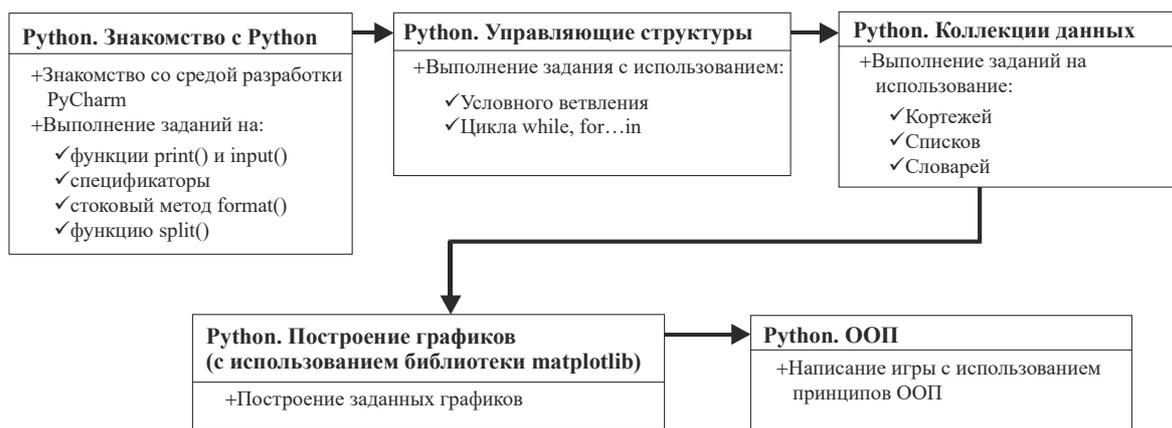 Python. Знакомство с Python
+Знакомство со средой разработки
PyCharm
+Выполнение заданий на:
✓функции print() и input()
✓спецификаторы
✓стоковый метод format()
✓функцию split()
Python. Управляющие структуры
+Выполнение задания с использованием:
✓Условного ветвления
✓Цикла while, for…in
Python. Коллекции данных
+Выполнение заданий на
использование:
✓Кортежей
✓Списков
✓Словарей
Python. Построение графиков
(с использованием библиотеки matplotlib)
+Построение заданных графиков
Python. ООП
+Написание игры с использованием
принципов ООП